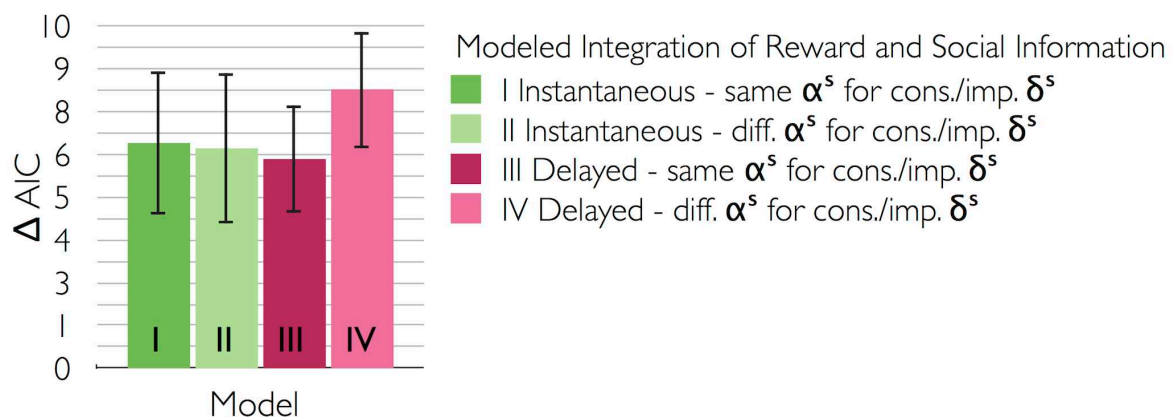 10
9
8
6
5
4
3
1
0
Δ AIC
I II III IV
Model
Modeled Integration of Reward and Social Information
I Instantaneous - same αˢ for cons./imp. δˢ
II Instantaneous - diff. αˢ for cons./imp. δˢ
III Delayed - same αˢ for cons./imp. δˢ
IV Delayed - diff. αˢ for cons./imp. δˢ